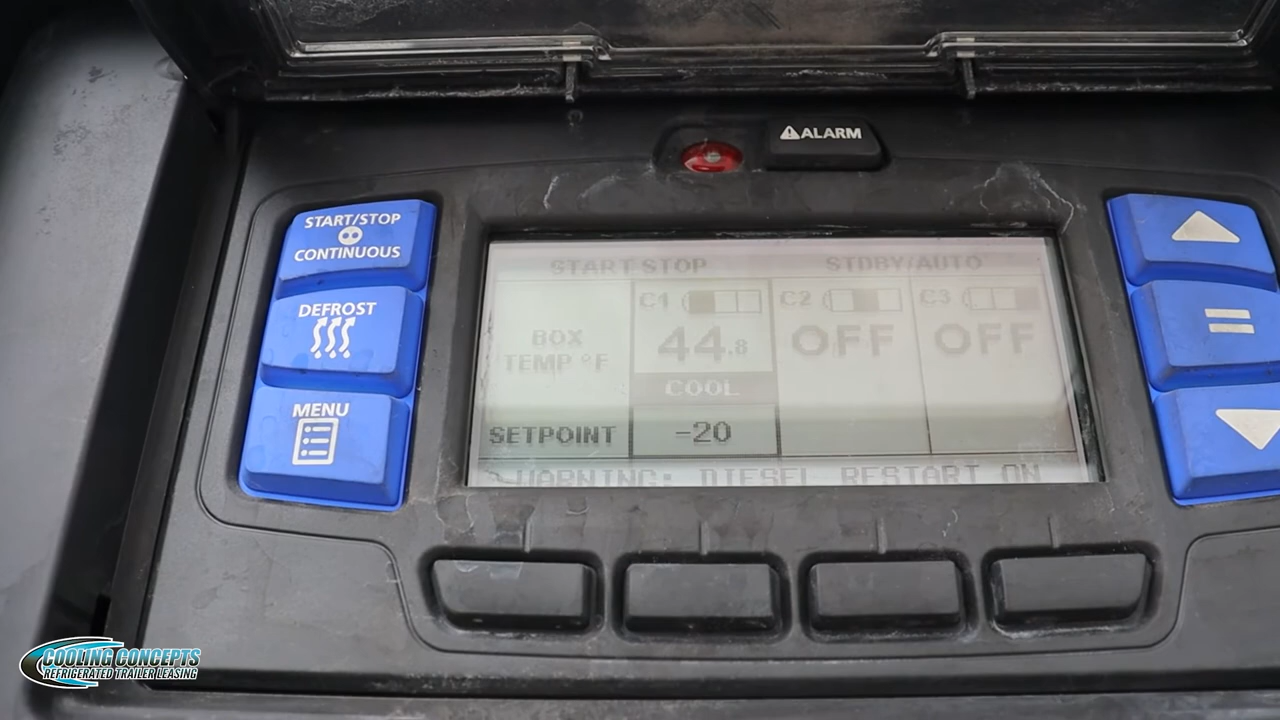 ALARM
START/STOP
CONTINUOUS
DEFROST
MENU
START STOP STDBY/AUTO
C1 C2 C3
BOX
TEMP °F
44.8 OFF OFF
COOL
SETPOINT -20
WARNING: DIESEL RESTART ON
COOLING CONCEPTS
REFRIGERATED TRAILER LEASING